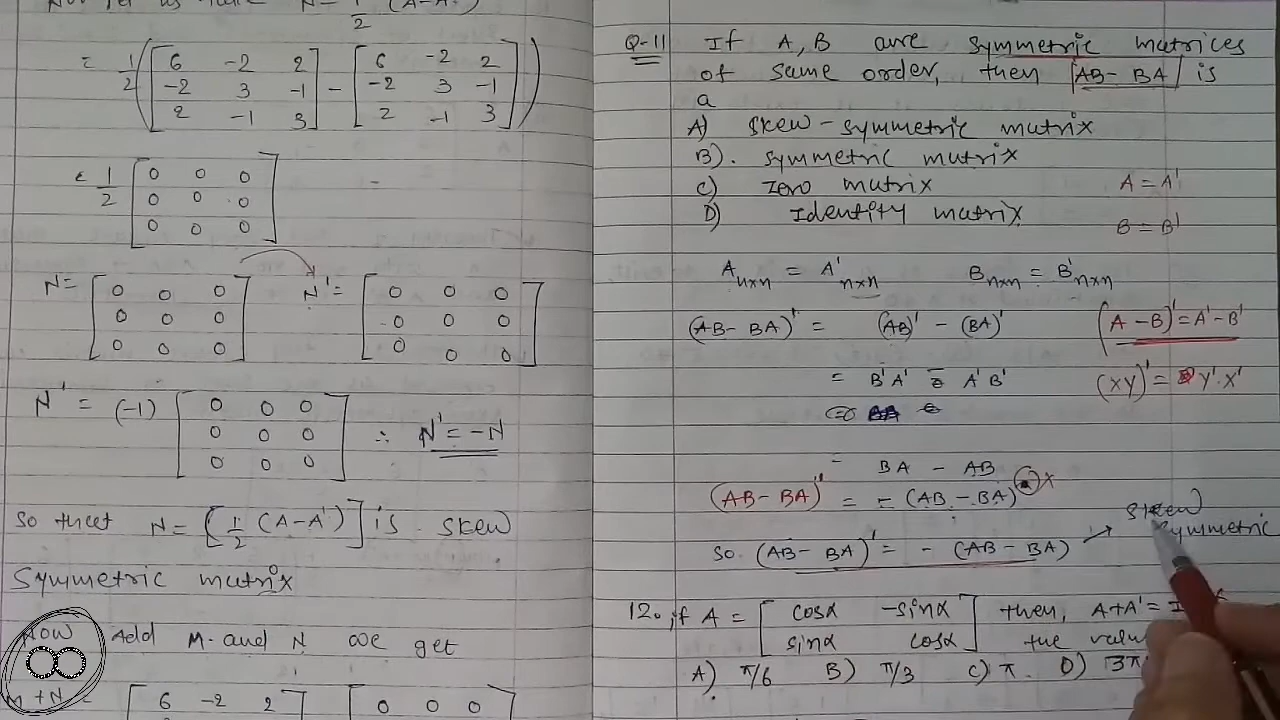 N = 1/2 (A-A
= 1/2 ( [ 6 -2 2 ] - [ 6 -2 2 ] )
-2 3 -1 -2 3 -1
2 -1 3 2 -1 3
1/2 [ 0 0 0 ]
0 0 0
0 0 0
N = [ 0 0 0 ] N' = [ 0 0 0 ]
0 0 0 0 0 0
0 0 0 0 0 0
N' = (-1) [ 0 0 0 ]
0 0 0 ∴ N' = -N
0 0 0
So thet N = [ 1/2 (A-A') ] is skew
Symmetric matrix
Now Add M and N we get
M+N =
[ 6 -2 2 ] [ 0 0 0 ]
Q-11 If A, B are symmetric matrices
of same order, then AB-BA is
a
A) skew-symmetric matrix
B). symmetric matrix
C) Zero matrix A = A'
D) Identity matrix B = B'
A n×n = A' n×n B n×n = B' n×n
(AB-BA)' = (AB)' - (BA)' (A-B)' = A'-B'
= B'A' - A'B' (XY)' = Y'.X'
= BA - AB
(AB-BA)' = -(AB-BA) x
so (AB-BA)' = -(AB-BA) → skew
symmetric
12. if A = [ cosα -sinα ] then, A+A' = I
sinα cosα the valu
A) π/6 B) π/3 C) π. D) 3π